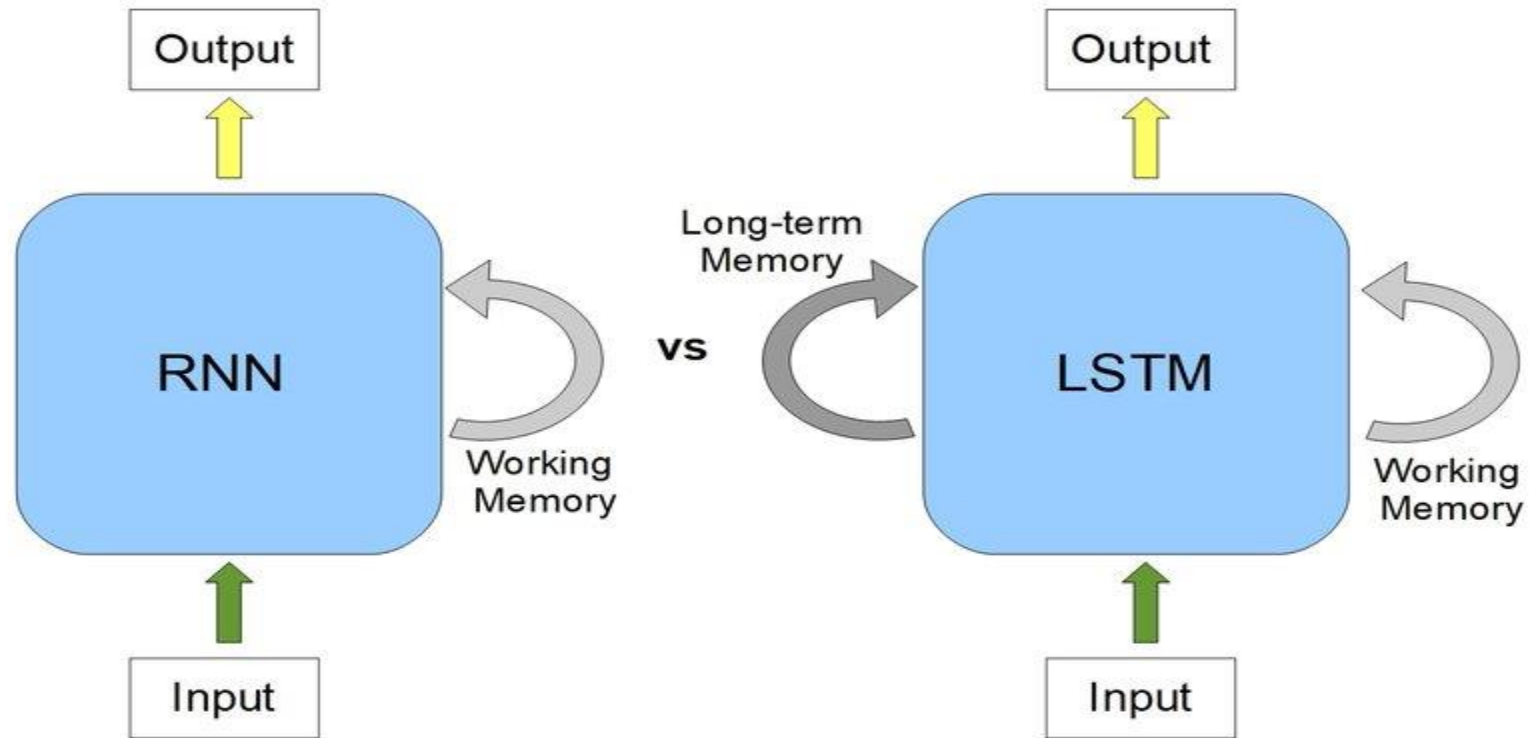 Output
RNN
Working
Memory
Input
vs
Output
Long-term
Memory
LSTM
Working
Memory
Input